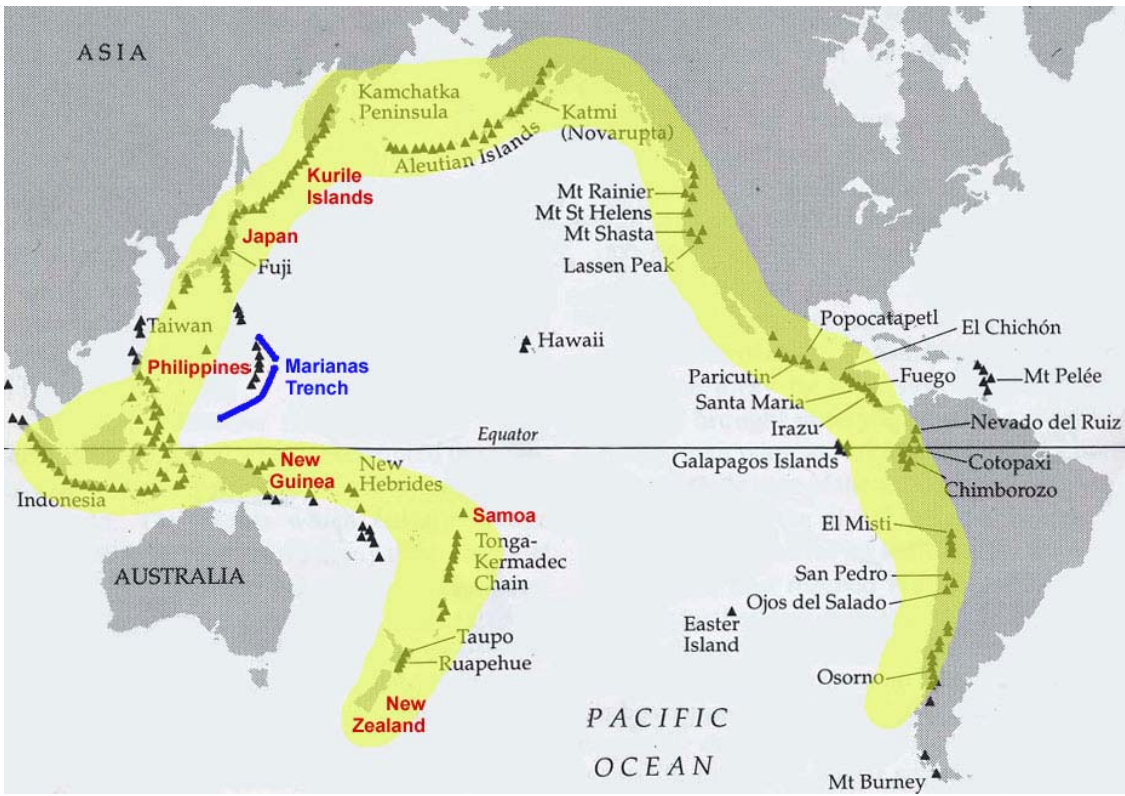 ASIA
Kamchatka
Peninsula
Katmi
(Novarupta)
Aleutian Islands
Kurile
Islands
Mt Rainier
Mt St Helens
Japan
Mt Shasta
Fuji
Lassen Peak
Taiwan
Popocatapetl
El Chichón
Hawaii
Philippines
Marianas
Trench
Paricutin
Fuego
Mt Pelée
Santa Maria
Irazu
Nevado del Ruiz
Equator
Galapagos Islands
Cotopaxi
New
Guinea
New
Hebrides
Chimborozo
Indonesia
Samoa
El Misti
Tonga-
Kermadec
Chain
AUSTRALIA
San Pedro
Ojos del Salado
Easter
Island
Taupo
Ruapehue
Osorno
New
Zealand
PACIFIC
OCEAN
Mt Burney